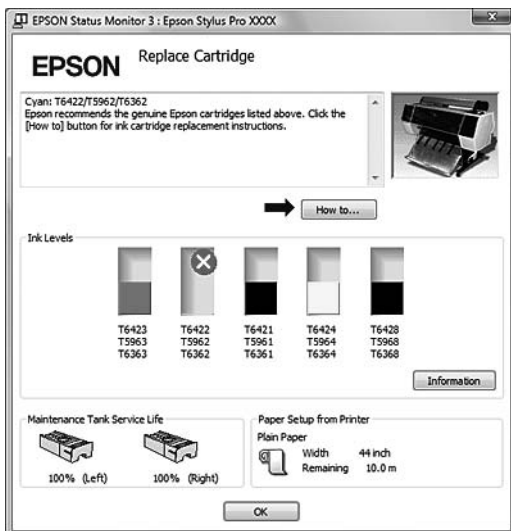 EPSON Status Monitor 3 : Epson Stylus Pro XXXX
EPSON
Replace Cartridge
Cyan: T6422/T5962/T6362
Epson recommends the genuine Epson cartridges listed above. Click the
[How to] button for ink cartridge replacement instructions.
How to...
Ink Levels
T6423 T6422 T6421 T6424 T6428
T5963 T5962 T5961 T5964 T5968
T6363 T6362 T6361 T6364 T6368
Information
Maintenance Tank Service Life
100% (Left) 100% (Right)
Paper Setup from Printer
Plain Paper
Width 44 inch
Remaining 10.0 m
OK